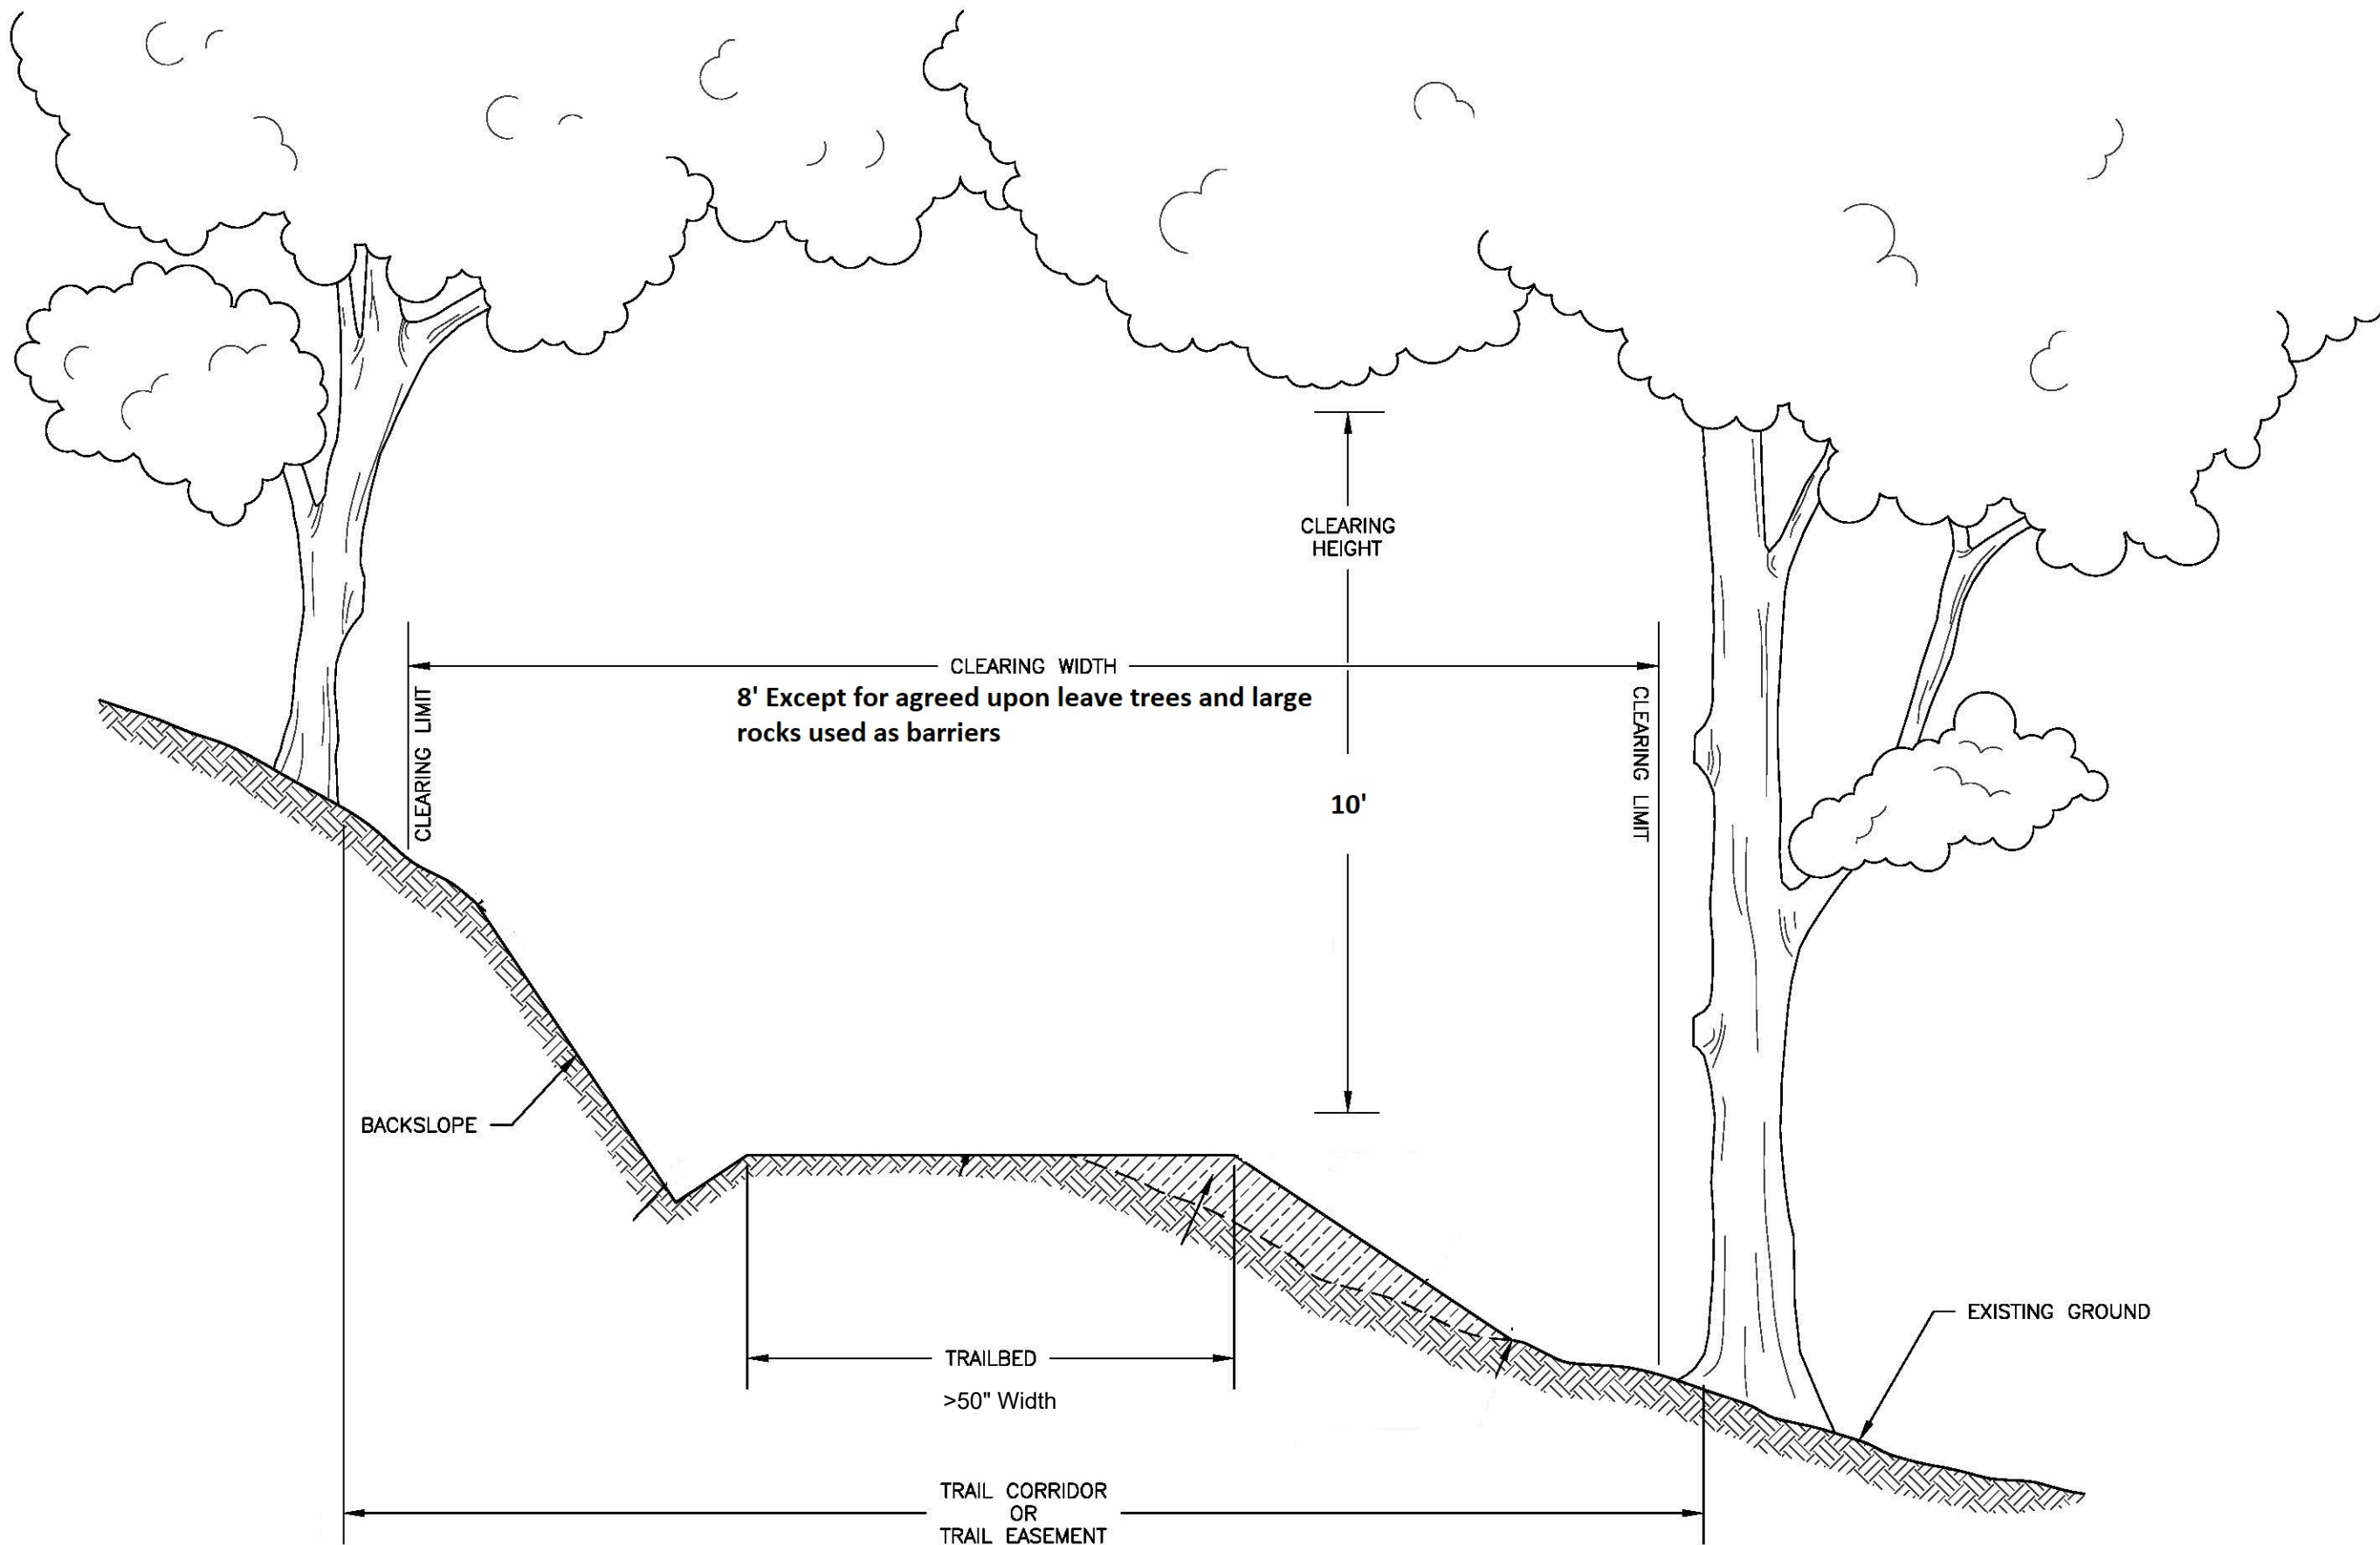 CLEARING
HEIGHT
CLEARING WIDTH
8' Except for agreed upon leave trees and large
rocks used as barriers
CLEARING LIMIT
CLEARING LIMIT
10'
BACKSLOPE
EXISTING GROUND
TRAILBED
>50" Width
TRAIL CORRIDOR
OR
TRAIL EASEMENT